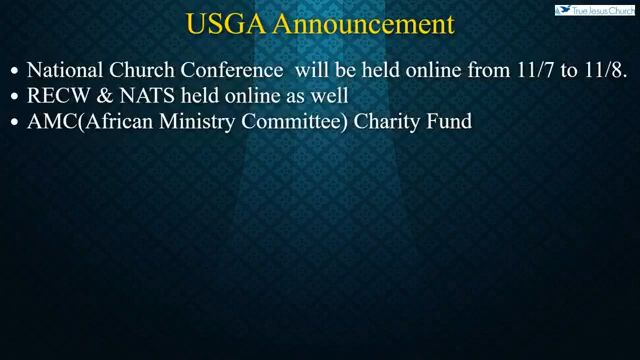 True Jesus Church
USGA Announcement
• National Church Conference will be held online from 11/7 to 11/8.
• RECW & NATS held online as well
• AMC(African Ministry Committee) Charity Fund